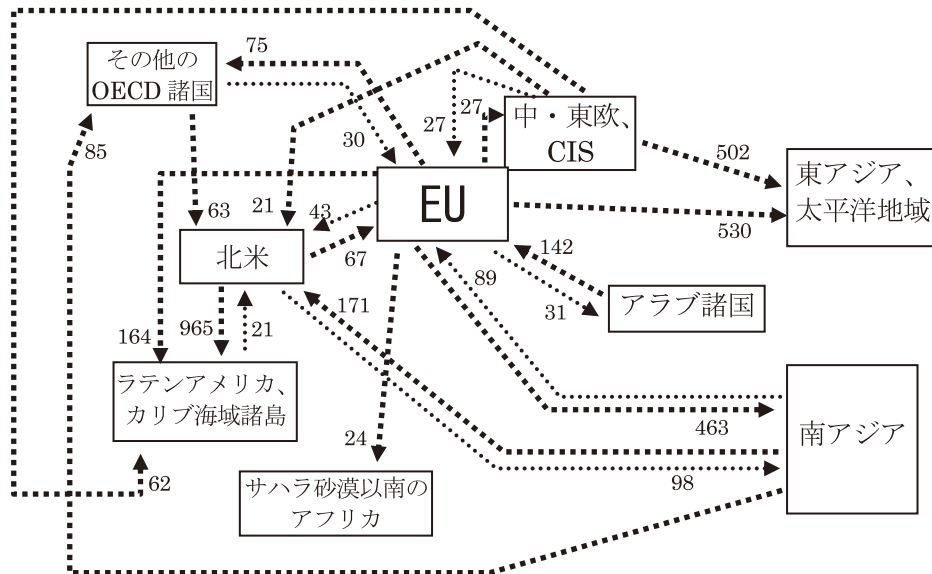 75
その他の
OECD 諸国
30
85
27
27
中・東欧、
CIS
502
東アジア、
太平洋地域
530
EU
63
21
43
北米
67
142
89
31
アラブ諸国
171
164
965
21
ラテンアメリカ、
カリブ海域諸島
463
南アジア
24
62
98
サハラ砂漠以南の
アフリカ